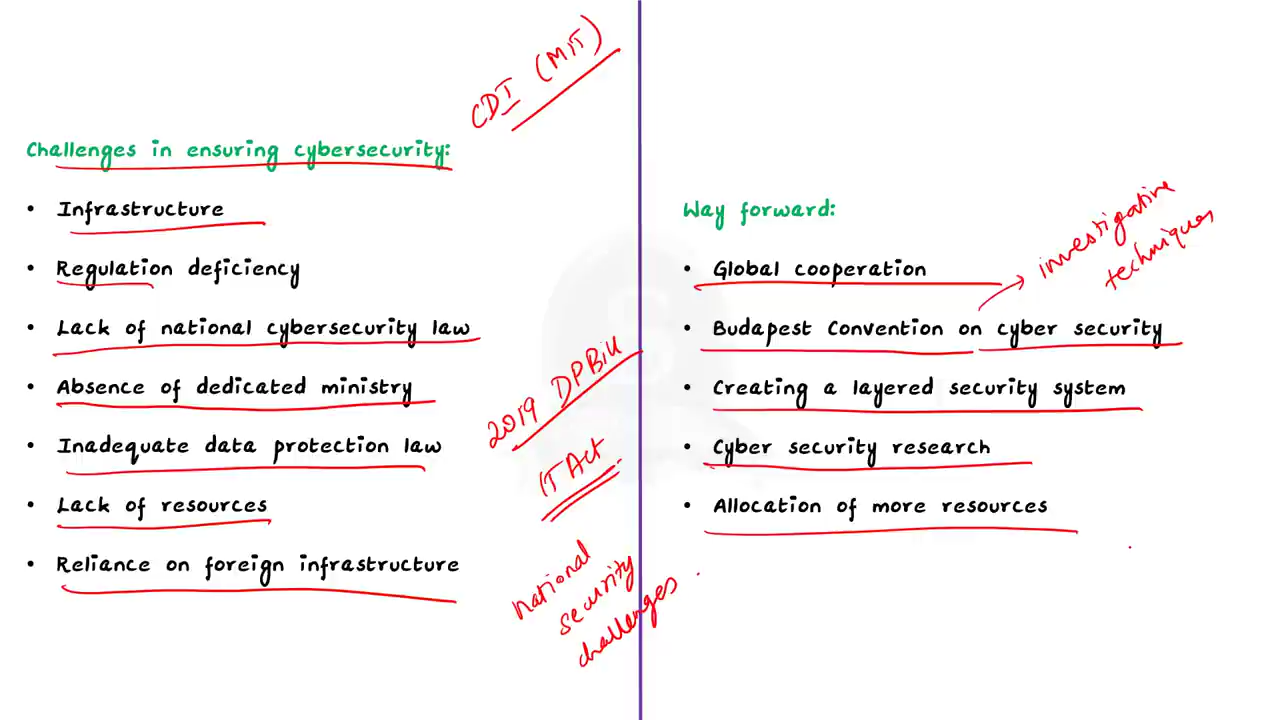 CDI (MIT)
Challenges in ensuring cybersecurity:
• Infrastructure
• Regulation deficiency
• Lack of national cybersecurity law
• Absence of dedicated ministry
• Inadequate data protection law
• Lack of resources
• Reliance on foreign infrastructure
2019 DPBill
IT Act
national
security
challenges
Way forward:
• Global cooperation
• Budapest Convention on cyber security
• Creating a layered security system
• Cyber security research
• Allocation of more resources
investigative
techniques